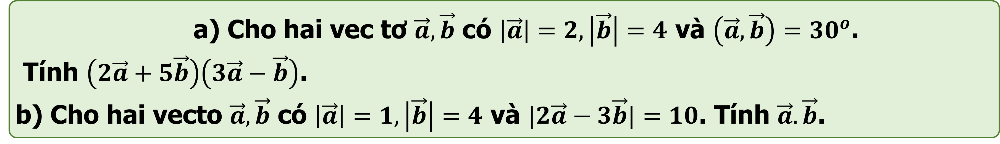 a) Cho hai vec tơ $\vec{a}, \vec{b}$ có $|\vec{a}| = 2, |\vec{b}| = 4$ và $(\vec{a}, \vec{b}) = 30^o$.
Tính $(2\vec{a} + 5\vec{b})(3\vec{a} - \vec{b})$.
b) Cho hai vecto $\vec{a}, \vec{b}$ có $|\vec{a}| = 1, |\vec{b}| = 4$ và $|2\vec{a} - 3\vec{b}| = 10$. Tính $\vec{a}. \vec{b}$.